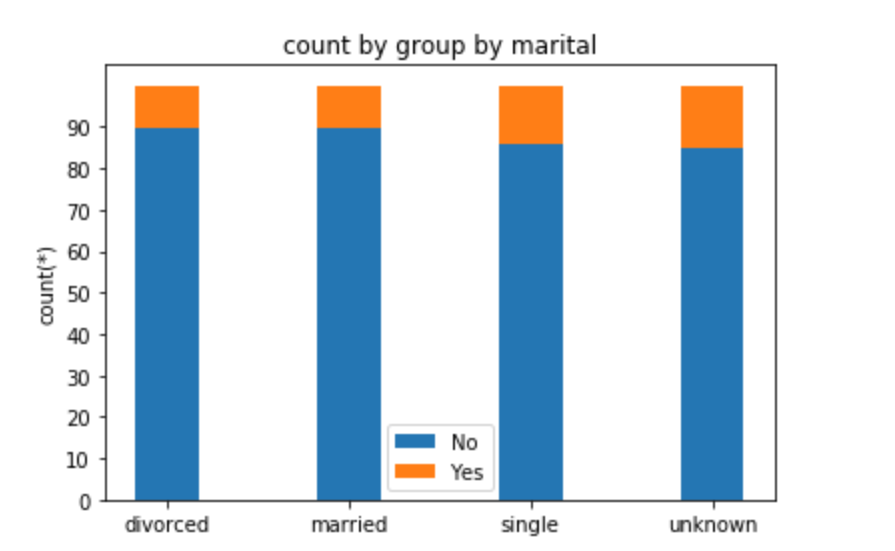 count by group by marital
count(*)
90
80
70
60
50
40
30
20
10
0
No
Yes
divorced married single unknown